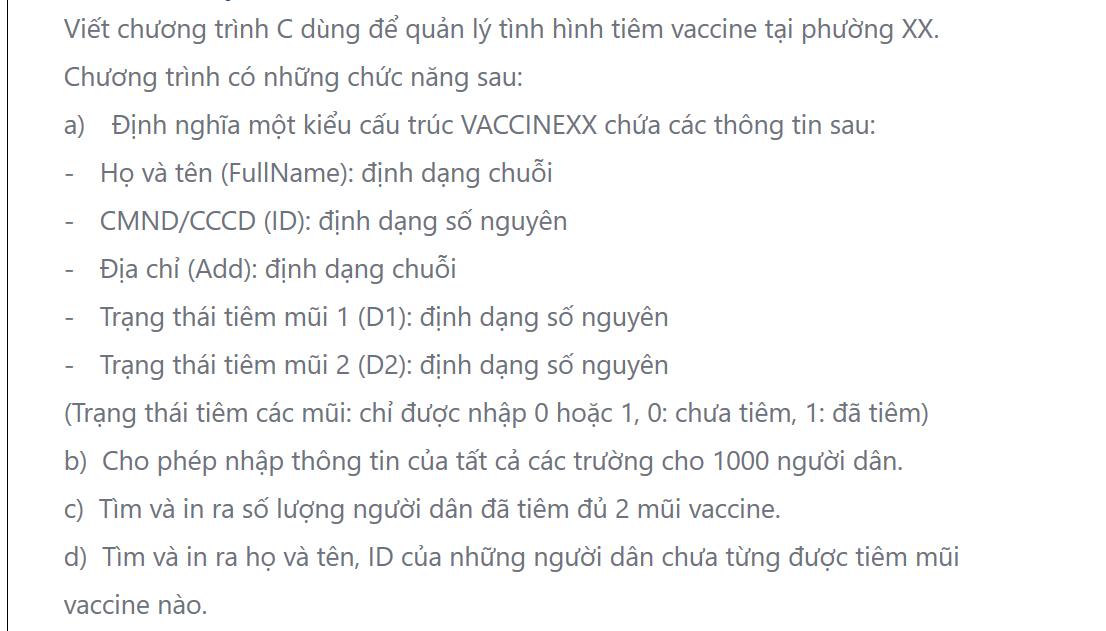 Viết chương trình C dùng để quản lý tình hình tiêm vaccine tại phường XX.
Chương trình có những chức năng sau:
a) Định nghĩa một kiểu cấu trúc VACCINEXX chứa các thông tin sau:
- Họ và tên (FullName): định dạng chuỗi
- CMND/CCCD (ID): định dạng số nguyên
- Địa chỉ (Add): định dạng chuỗi
- Trạng thái tiêm mũi 1 (D1): định dạng số nguyên
- Trạng thái tiêm mũi 2 (D2): định dạng số nguyên
(Trạng thái tiêm các mũi: chỉ được nhập 0 hoặc 1, 0: chưa tiêm, 1: đã tiêm)
b) Cho phép nhập thông tin của tất cả các trường cho 1000 người dân.
c) Tìm và in ra số lượng người dân đã tiêm đủ 2 mũi vaccine.
d) Tìm và in ra họ và tên, ID của những người dân chưa từng được tiêm mũi
vaccine nào.